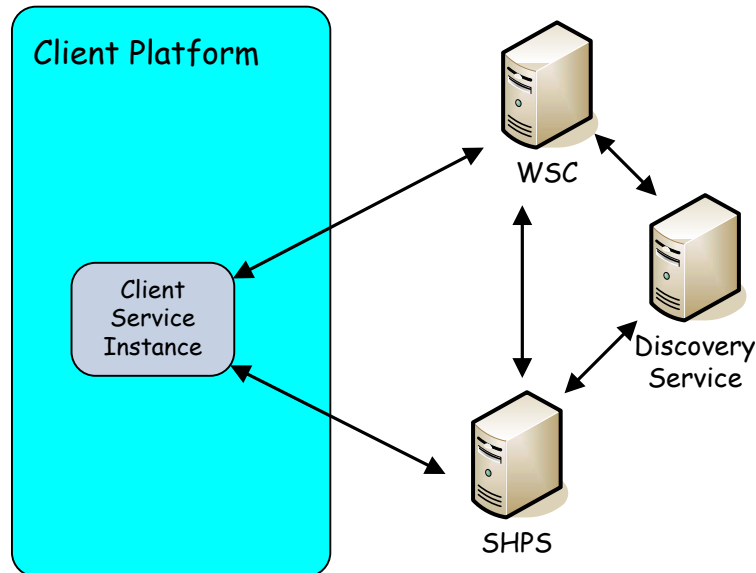 Client Platform
WSC
Client
Service
Instance
Discovery
Service
SHPS